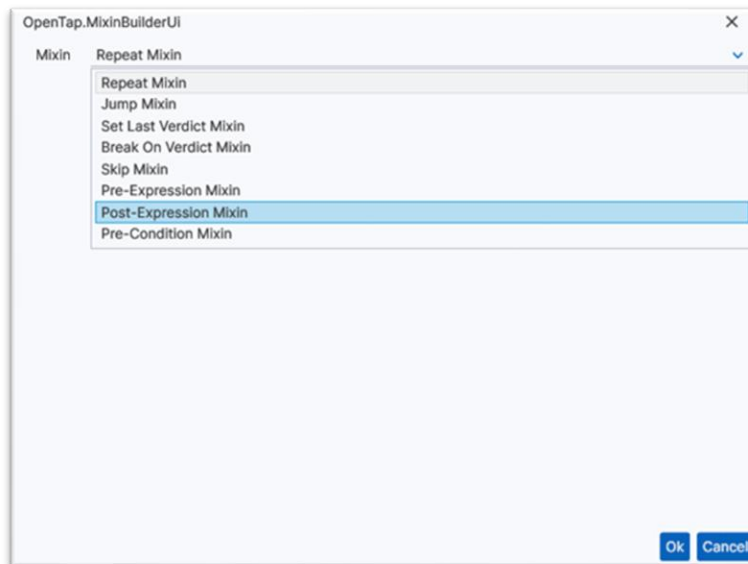 OpenTap.MixinBuilderUi
Mixin Repeat Mixin
Repeat Mixin
Jump Mixin
Set Last Verdict Mixin
Break On Verdict Mixin
Skip Mixin
Pre-Expression Mixin
Post-Expression Mixin
Pre-Condition Mixin
Ok Cancel